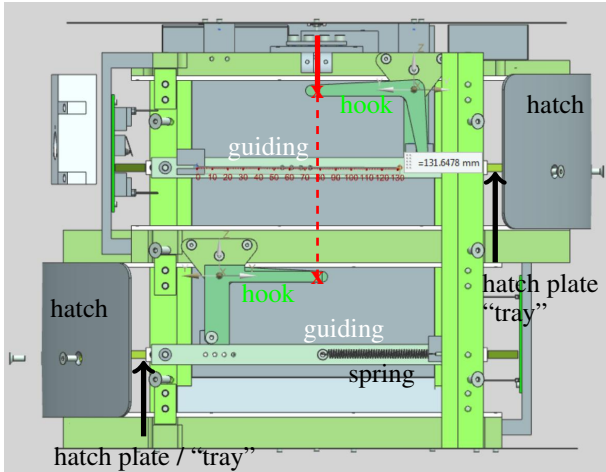 hook
hatch
guiding
=131.6478 mm
0 10 20 30 40 50 60 70 80 90 100 110 120 130
hatch plate
“tray”
hatch
hook
guiding
spring
hatch plate / “tray”